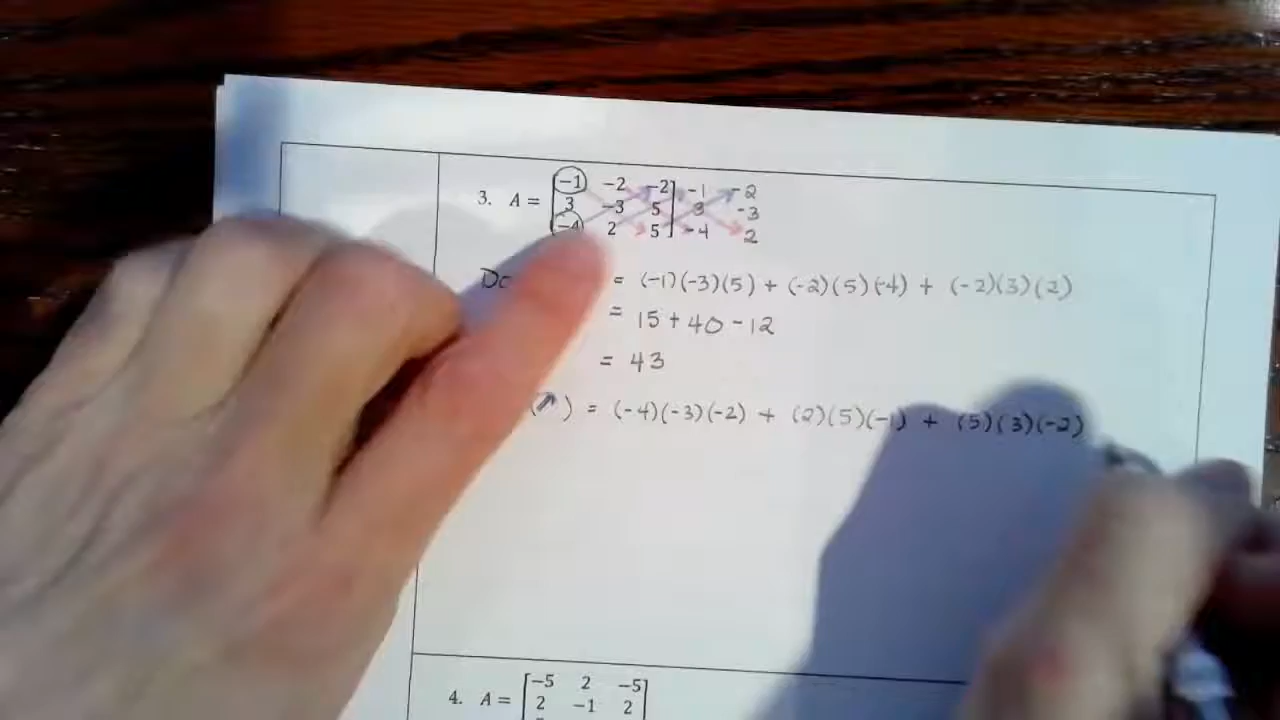 3. A = -1 -2 -2 -1 -2
3 -3 5 3 -3
-4 2 5 -4 2
= (-1)(-3)(5) + (-2)(5)(-4) + (-2)(3)(2)
= 15 + 40 - 12
= 43
) = (-4)(-3)(-2) + (2)(5)(-1) + (5)(3)(-2)
4. A = -5 2 -5
2 -1 2